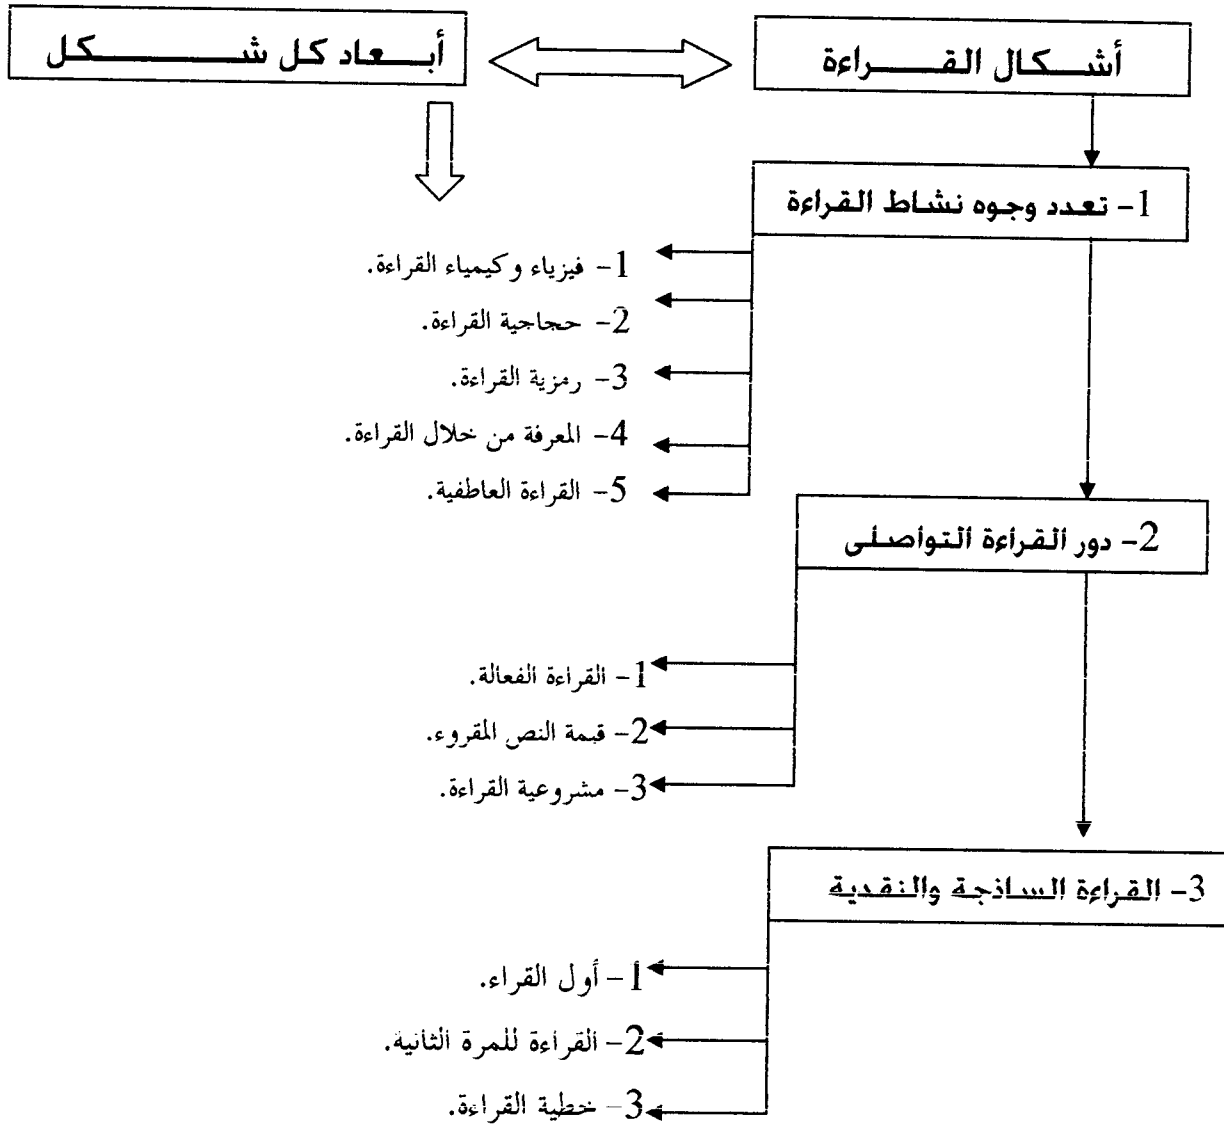 أشكال القراءة
أبعاد كل شكل
1- تعدد وجوه نشاط القراءة
1- فيزياء وكيمياء القراءة.
2- حجاجية القراءة.
3- رمزية القراءة.
4- المعرفة من خلال القراءة.
5- القراءة العاطفية.
2- دور القراءة التواصلي
1- القراءة الفعالة.
2- قيمة النص المقروء.
3- مشروعية القراءة.
3- القراءة الساذجة والنقدية
1- أول القراء.
2- القراءة للمرة الثانية.
3- خطية القراءة.